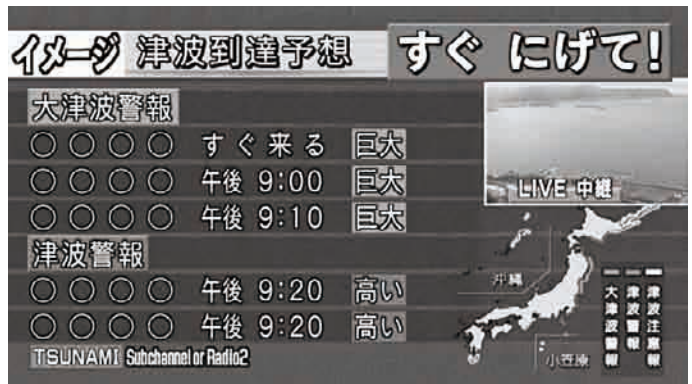 イメージ 津波到達予想 すぐ にげて!
大津波警報
○○○○ すぐ来る 巨大
○○○○ 午後 9:00 巨大
○○○○ 午後 9:10 巨大
津波警報
○○○○ 午後 9:20 高い
○○○○ 午後 9:20 高い
TSUNAMI Subchannel or Radio2
LIVE 中継
沖縄
小笠原
大津波警報
津波警報
津波注意報